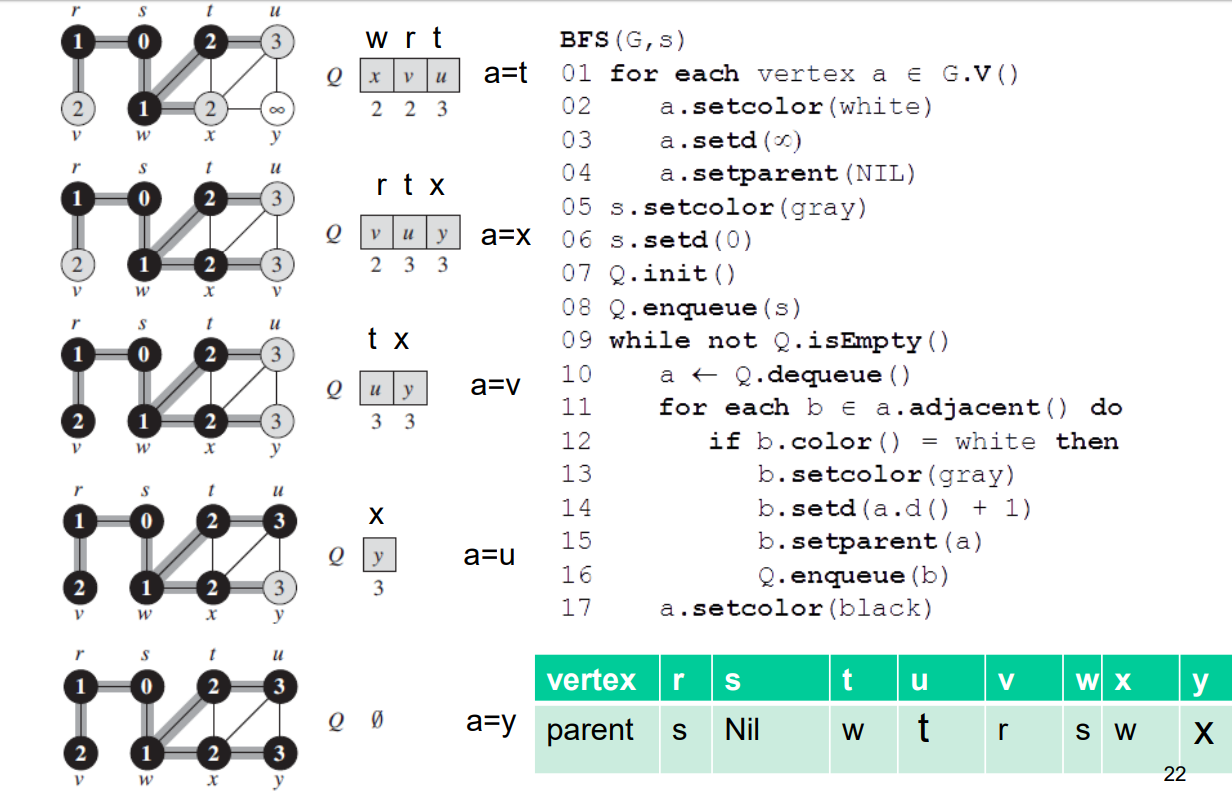 r s t u
1 0 2 3
2 1 2 ∞
v w x y
w r t
Q x v u
2 2 3
a=t
r s t u
1 0 2 3
2 1 2 3
v w x v
r t x
Q v u y
2 3 3
a=x
r s t u
1 0 2 3
2 1 2 3
v w x y
t x
Q u y
3 3
a=v
r s t u
1 0 2 3
2 1 2 3
v w x y
x
Q y
3
a=u
r s t u
1 0 2 3
2 1 2 3
v w x y
Q ∅
a=y
BFS(G,s)
01 for each vertex a ∈ G.V()
02 a.setcolor(white)
03 a.setd(∞)
04 a.setparent(NIL)
05 s.setcolor(gray)
06 s.setd(0)
07 Q.init()
08 Q.enqueue(s)
09 while not Q.isEmpty()
10 a ← Q.dequeue()
11 for each b ∈ a.adjacent() do
12 if b.color() = white then
13 b.setcolor(gray)
14 b.setd(a.d() + 1)
15 b.setparent(a)
16 Q.enqueue(b)
17 a.setcolor(black)
vertex r s t u v w x y
parent s Nil w t r s w x
22